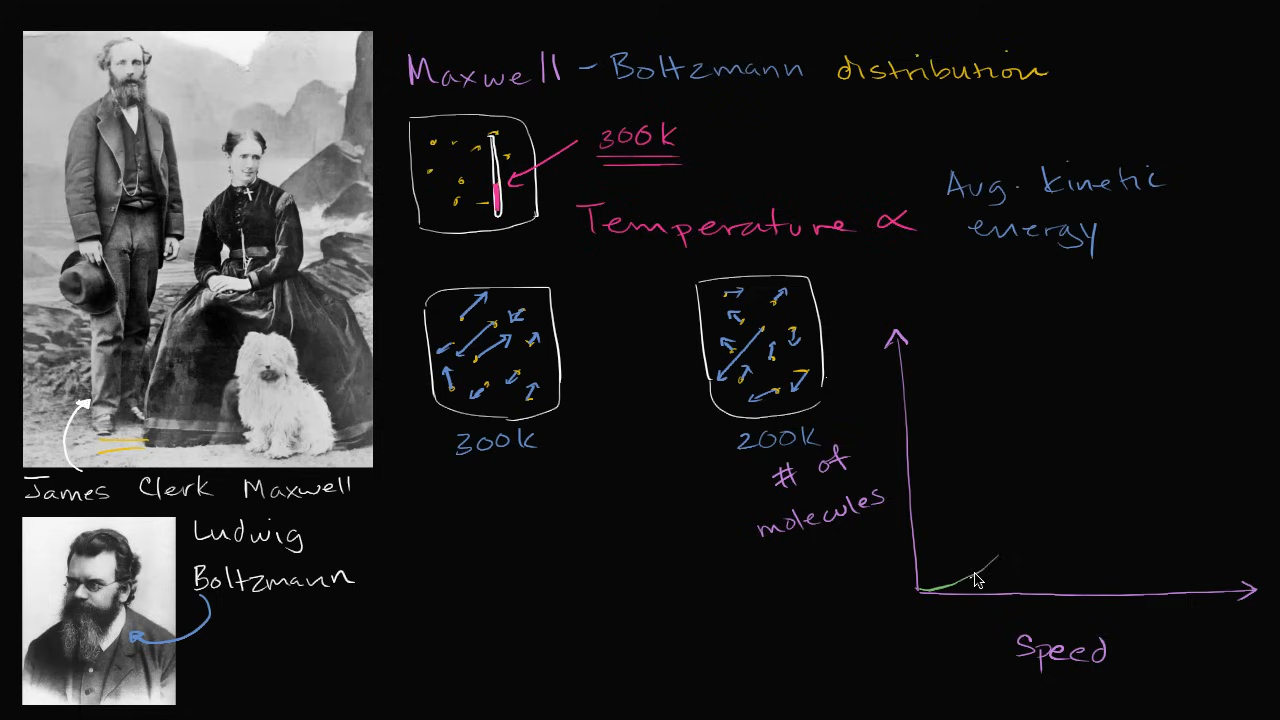 Maxwell - Boltzmann distribution
300K
Temperature ∝ Avg. kinetic
energy
300K
200K
# of
molecules
Speed
James Clerk Maxwell
Ludwig
Boltzmann